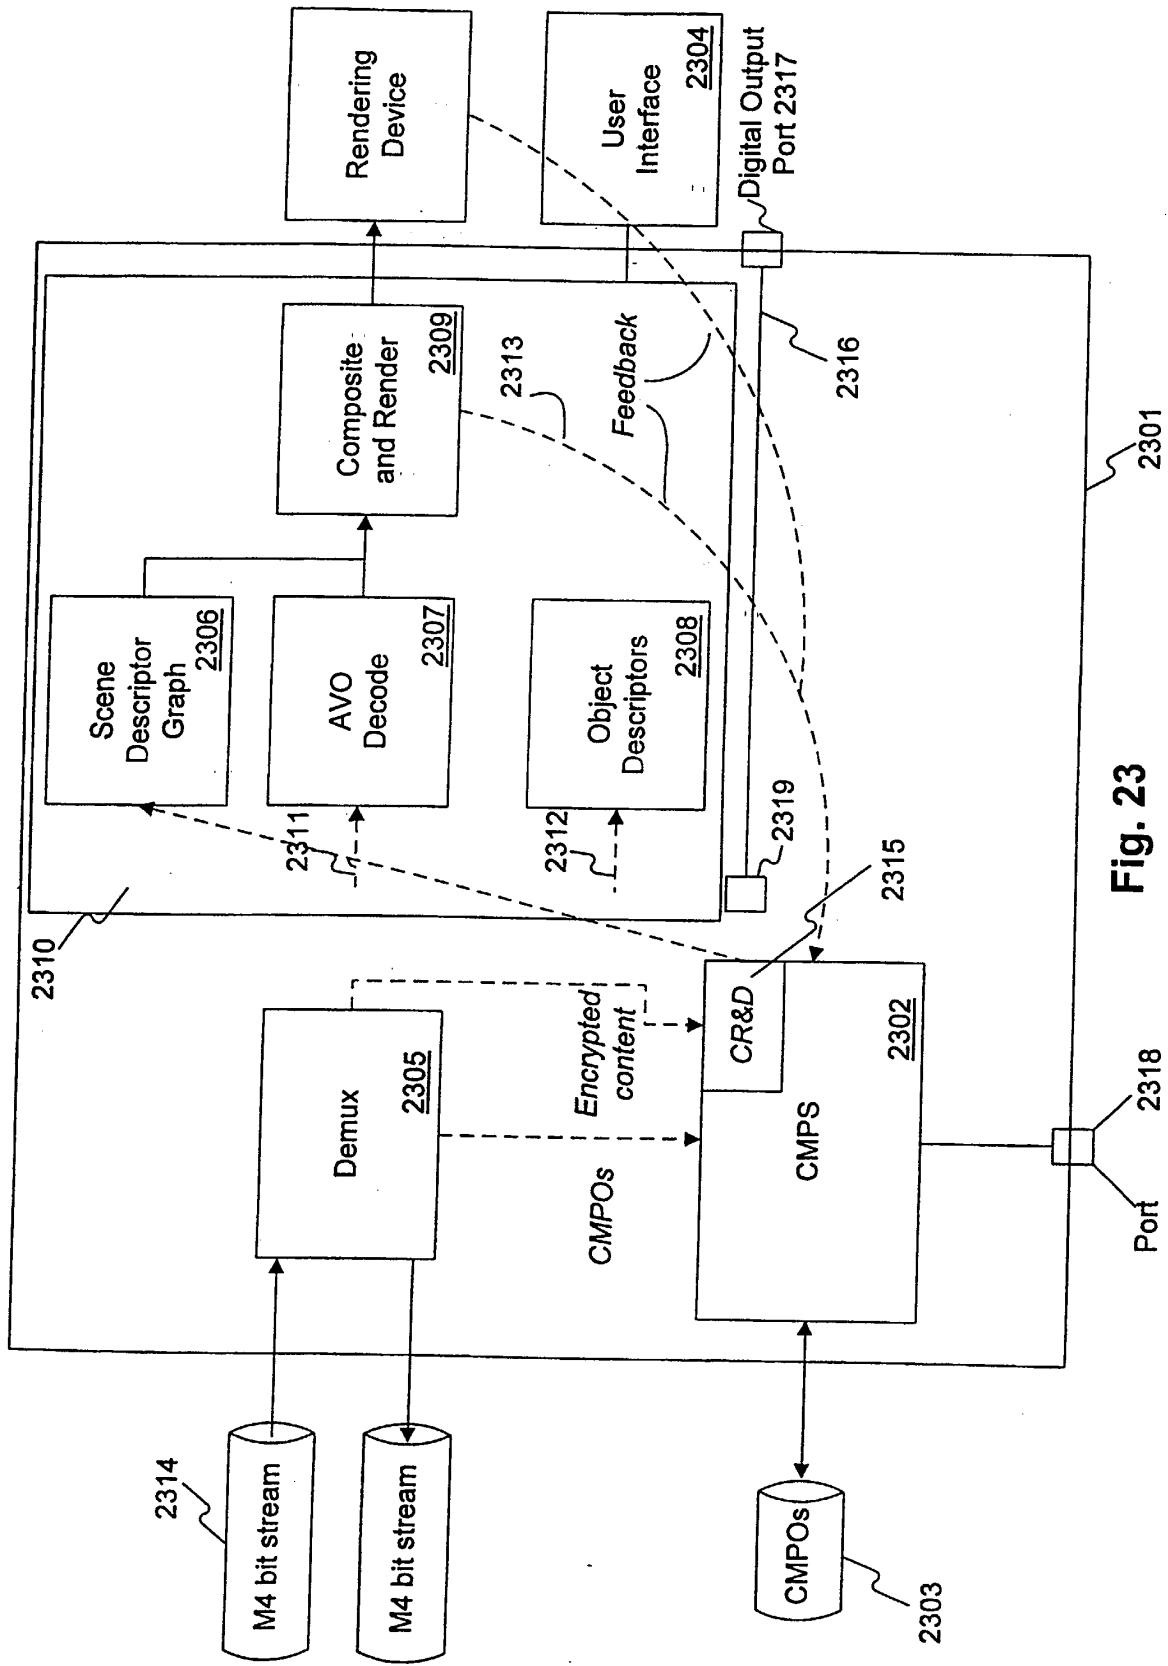 2314
M4 bit stream
M4 bit stream
CMPOs
2303
2310
Demux
2305
CMPOs
Encrypted
content
CR&D
CMPS
2302
2315
Port
2318
Scene
Descriptor
Graph
2306
2311
AVO
Decode
2307
2312
Object
Descriptors
2308
2319
Composite
and Render
2309
2313
Feedback
2316
2301
Rendering
Device
User
Interface
2304
Digital Output
Port 2317
Fig. 23